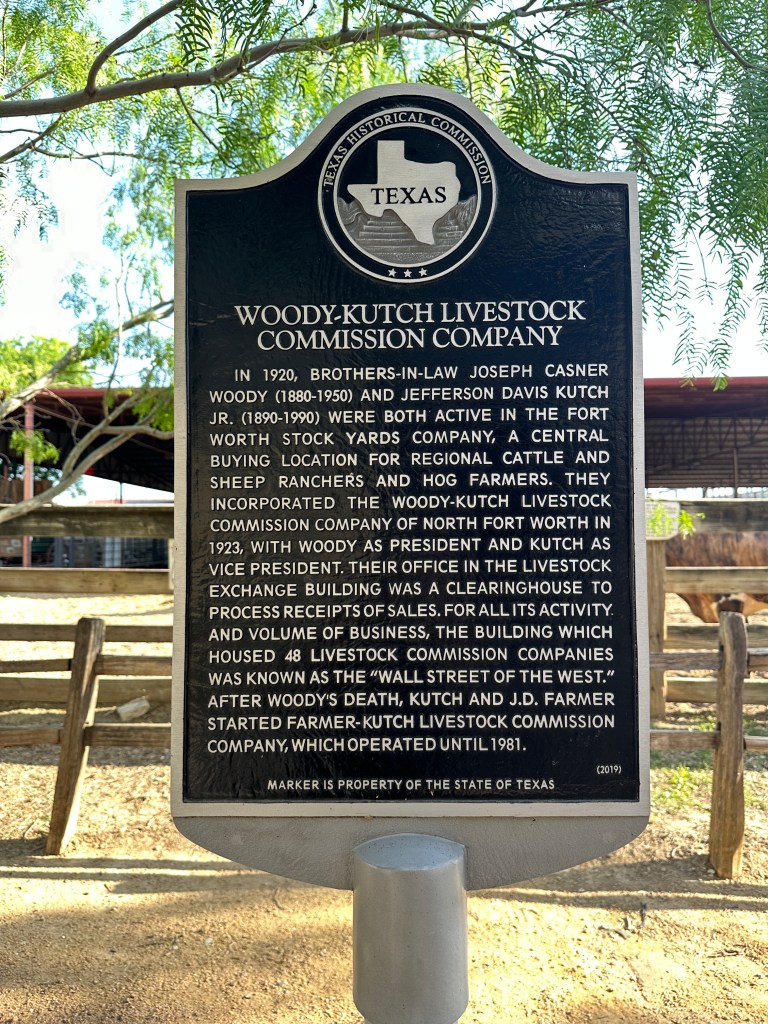 TEXAS HISTORICAL COMMISSION
TEXAS
WOODY-KUTCH LIVESTOCK
COMMISSION COMPANY
IN 1920, BROTHERS-IN-LAW JOSEPH CASNER
WOODY (1880-1950) AND JEFFERSON DAVIS KUTCH
JR. (1890-1990) WERE BOTH ACTIVE IN THE FORT
WORTH STOCK YARDS COMPANY, A CENTRAL
BUYING LOCATION FOR REGIONAL CATTLE AND
SHEEP RANCHERS AND HOG FARMERS. THEY
INCORPORATED THE WOODY-KUTCH LIVESTOCK
COMMISSION COMPANY OF NORTH FORT WORTH IN
1923, WITH WOODY AS PRESIDENT AND KUTCH AS
VICE PRESIDENT. THEIR OFFICE IN THE LIVESTOCK
EXCHANGE BUILDING WAS A CLEARINGHOUSE TO
PROCESS RECEIPTS OF SALES. FOR ALL ITS ACTIVITY
AND VOLUME OF BUSINESS, THE BUILDING WHICH
HOUSED 48 LIVESTOCK COMMISSION COMPANIES
WAS KNOWN AS THE “WALL STREET OF THE WEST.”
AFTER WOODY'S DEATH, KUTCH AND J.D. FARMER
STARTED FARMER-KUTCH LIVESTOCK COMMISSION
COMPANY, WHICH OPERATED UNTIL 1981.
(2019)
MARKER IS PROPERTY OF THE STATE OF TEXAS